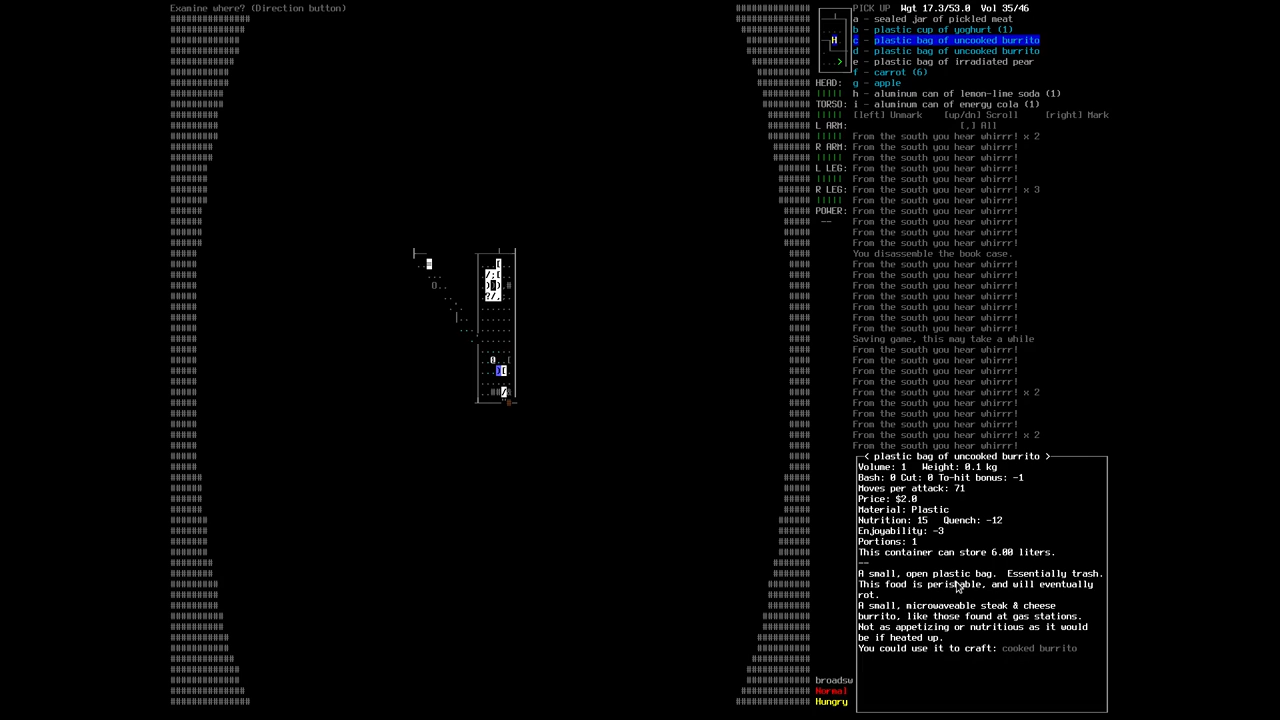 Examine where? (Direction button)
PICK UP  Wgt 17.3/53.0  Vol 35/46
a - sealed jar of pickled meat
b - plastic cup of yoghurt (1)
c - plastic bag of uncooked burrito
d - plastic bag of uncooked burrito
e - plastic bag of irradiated pear
f - carrot (6)
g - apple
h - aluminum can of lemon-lime soda (1)
i - aluminum can of energy cola (1)
[left] Unmark   [up/dn] Scroll   [right] Mark
[,] All
HEAD:
TORSO:
L ARM:
R ARM:
L LEG:
R LEG:
POWER:
--
From the south you hear whirrr! x 2
From the south you hear whirrr!
From the south you hear whirrr!
From the south you hear whirrr!
From the south you hear whirrr!
From the south you hear whirrr! x 3
From the south you hear whirrr!
From the south you hear whirrr!
From the south you hear whirrr!
From the south you hear whirrr!
From the south you hear whirrr!
You disassemble the book case.
From the south you hear whirrr!
From the south you hear whirrr!
From the south you hear whirrr!
From the south you hear whirrr!
From the south you hear whirrr!
From the south you hear whirrr!
From the south you hear whirrr!
Saving game, this may take a while
From the south you hear whirrr!
From the south you hear whirrr!
From the south you hear whirrr!
From the south you hear whirrr!
From the south you hear whirrr! x 2
From the south you hear whirrr!
From the south you hear whirrr!
From the south you hear whirrr!
From the south you hear whirrr! x 2
From the south you hear whirrr!
< plastic bag of uncooked burrito >
Volume: 1   Weight: 0.1 kg
Bash: 0 Cut: 0 To-hit bonus: -1
Moves per attack: 71
Price: $2.0
Material: Plastic
Nutrition: 15   Quench: -12
Enjoyability: -3
Portions: 1
This container can store 6.00 liters.
--
A small, open plastic bag.  Essentially trash.
This food is perishable, and will eventually
rot.
A small, microwaveable steak & cheese
burrito, like those found at gas stations.
Not as appetizing or nutritious as it would
be if heated up.
You could use it to craft: cooked burrito
broadsw
Normal
Hungry